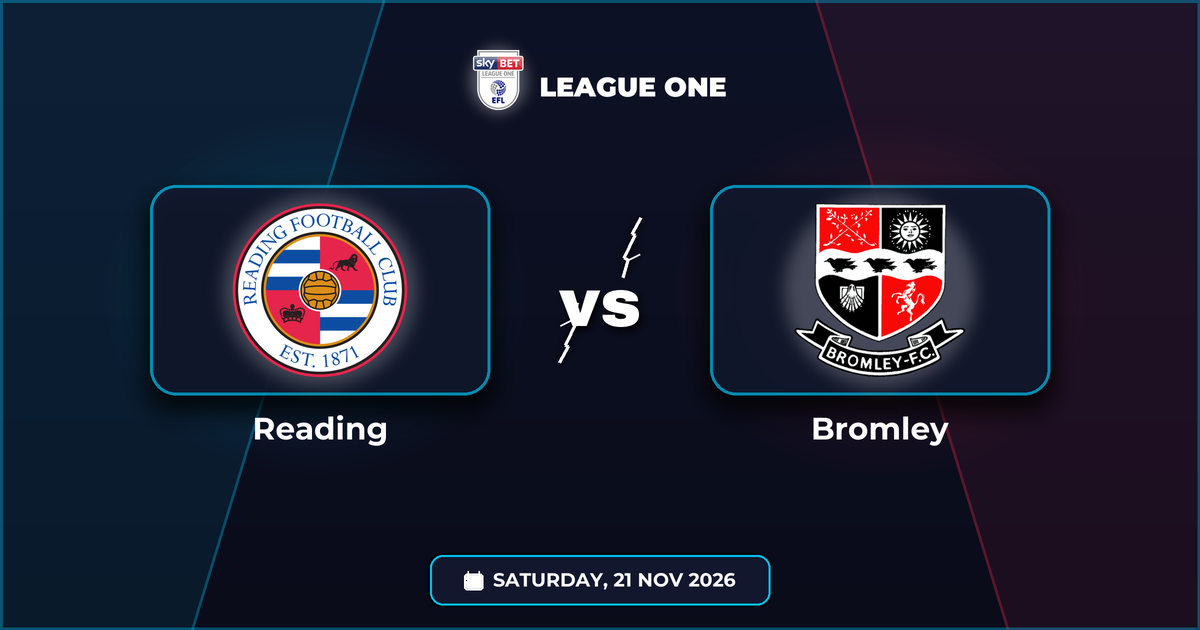 sky BET
LEAGUE ONE
EFL
LEAGUE ONE
READING FOOTBALL CLUB
EST. 1871
VS
BROMLEY-F.C.
Reading
Bromley
SATURDAY, 21 NOV 2026